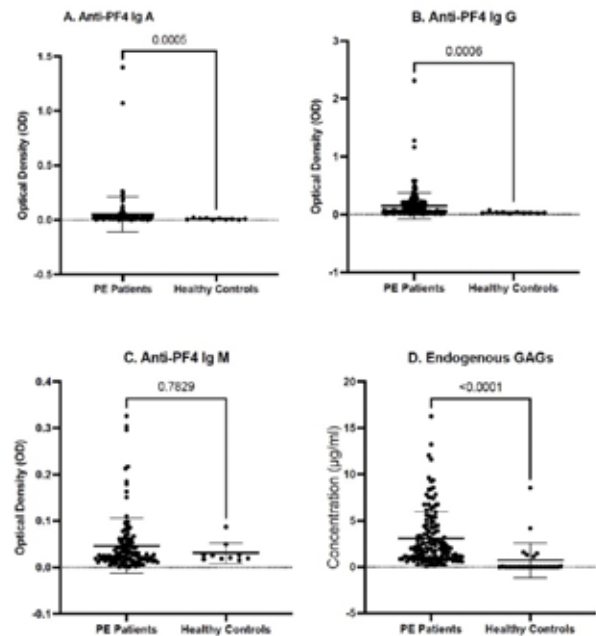 A. Anti-PF4 Ig A
0.0005
1.5
1.0
0.5
0.0
-0.5
Optical Density (OD)
PE Patients Healthy Controls
B. Anti-PF4 Ig G
0.0006
3
2
1
0
-1
Optical Density (OD)
PE Patients Healthy Controls
C. Anti-PF4 Ig M
0.7829
0.4
0.3
0.2
0.1
0.0
-0.1
Optical Density (OD)
PE Patients Healthy Controls
D. Endogenous GAGs
<0.0001
20
15
10
5
0
-5
Concentration (µg/ml)
PE Patients Healthy Controls